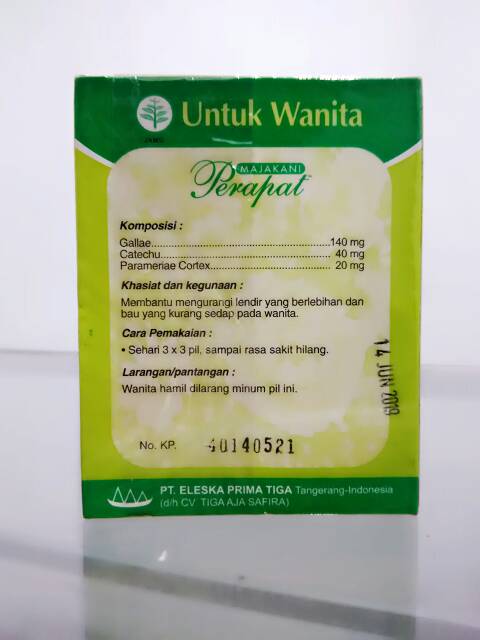 JAMU
Untuk Wanita
MAJAKANI
Perapat
Komposisi :
Gallae..................................................140 mg
Catechu................................................ 40 mg
Parameriae Cortex................................. 20 mg
Khasiat dan kegunaan :
Membantu mengurangi lendir yang berlebihan dan
bau yang kurang sedap pada wanita.
Cara Pemakaian :
• Sehari 3 x 3 pil, sampai rasa sakit hilang.
Larangan/pantangan :
Wanita hamil dilarang minum pil ini.
14 JUN 2019
No. KP. 40140521
PT. ELESKA PRIMA TIGA Tangerang-Indonesia
(d/h CV. TIGA AJA SAFIRA)